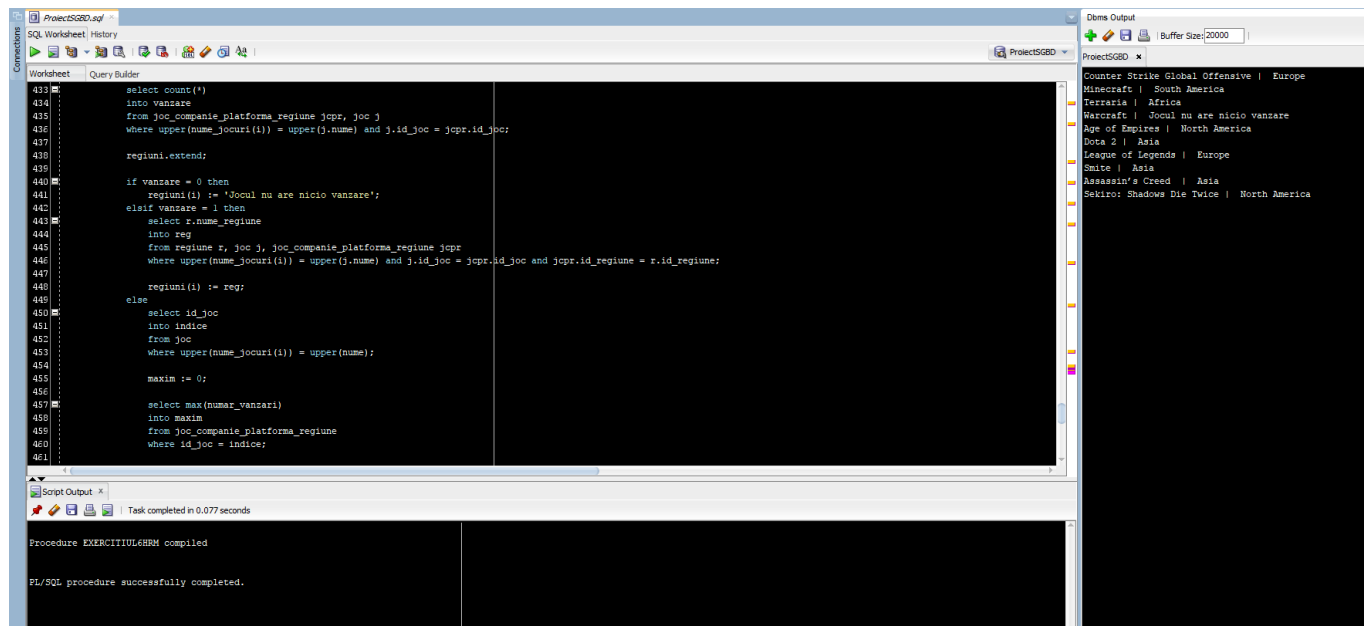 ProiectSGBD.sql
Connections
SQL Worksheet History
ProiectSGBD
Worksheet Query Builder
433 select count(*)
434 into vanzare
435 from joc_companie_platforma_regiune jcpr, joc j
436 where upper(nume_jocuri(i)) = upper(j.nume) and j.id_joc = jcpr.id_joc;
437
438 regiuni.extend;
439
440 if vanzare = 0 then
441 regiuni(i) := 'Jocul nu are nicio vanzare';
442 elsif vanzare = 1 then
443 select r.nume_regiune
444 into reg
445 from regiune r, joc j, joc_companie_platforma_regiune jcpr
446 where upper(nume_jocuri(i)) = upper(j.nume) and j.id_joc = jcpr.id_joc and jcpr.id_regiune = r.id_regiune;
447
448 regiuni(i) := reg;
449 else
450 select id_joc
451 into indice
452 from joc
453 where upper(nume_jocuri(i)) = upper(nume);
454
455 maxim := 0;
456
457 select max(numar_vanzari)
458 into maxim
459 from joc_companie_platforma_regiune
460 where id_joc = indice;
461
Script Output
Task completed in 0.077 seconds
Procedure EXERCITIUL6HRM compiled
PL/SQL procedure successfully completed.
Dbms Output
Buffer Size: 20000
ProiectSGBD
Counter Strike Global Offensive | Europe
Minecraft | South America
Terraria | Africa
Warcraft | Jocul nu are nicio vanzare
Age of Empires | North America
Dota 2 | Asia
League of Legends | Europe
Smite | Asia
Assassin's Creed | Asia
Sekiro: Shadows Die Twice | North America